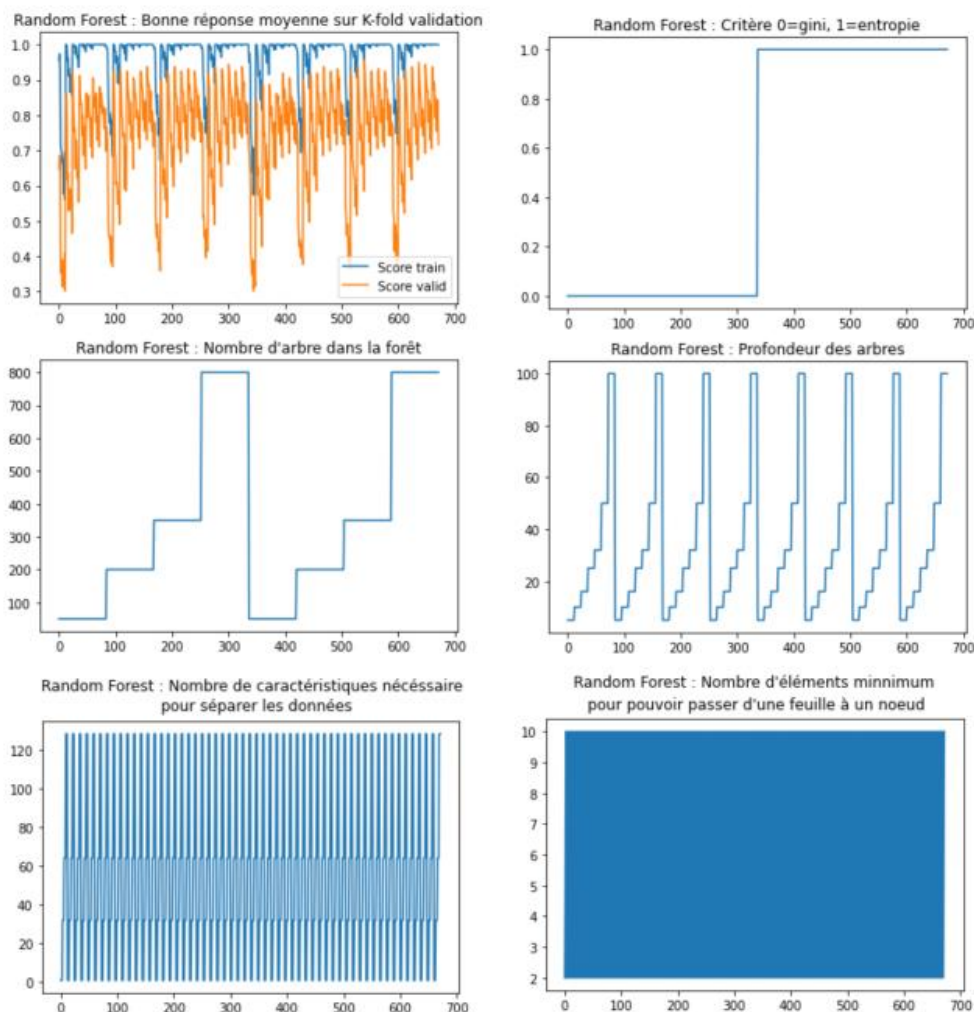 Random Forest : Bonne réponse moyenne sur K-fold validation
1.0
0.9
0.8
0.7
0.6
0.5
0.4
0.3
Score train
Score valid
0 100 200 300 400 500 600 700
Random Forest : Critère 0=gini, 1=entropie
1.0
0.8
0.6
0.4
0.2
0.0
0 100 200 300 400 500 600 700
Random Forest : Nombre d'arbre dans la forêt
800
700
600
500
400
300
200
100
0 100 200 300 400 500 600 700
Random Forest : Profondeur des arbres
100
80
60
40
20
0 100 200 300 400 500 600 700
Random Forest : Nombre de caractéristiques nécéssaire
pour séparer les données
120
100
80
60
40
20
0
0 100 200 300 400 500 600 700
Random Forest : Nombre d'éléments minnimum
pour pouvoir passer d'une feuille à un noeud
10
9
8
7
6
5
4
3
2
0 100 200 300 400 500 600 700